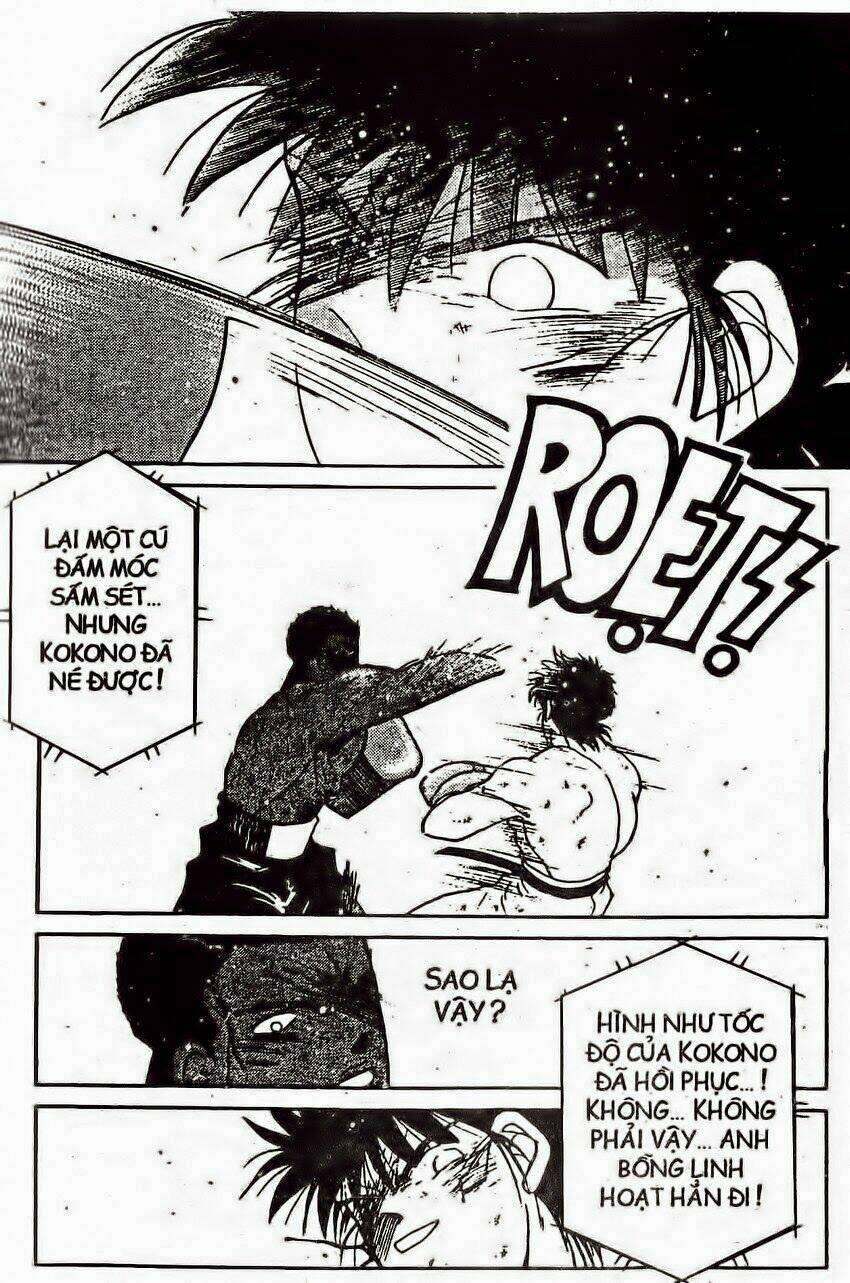 ROẸT!!
LẠI MỘT CÚ
ĐẤM MÓC
SẤM SÉT...
NHƯNG
KOKONO ĐÃ
NÉ ĐƯỢC!
SAO LẠ
VẬY?
HÌNH NHƯ TỐC
ĐỘ CỦA KOKONO
ĐÃ HỒI PHỤC...!
KHÔNG... KHÔNG
PHẢI VẬY... ANH
BỖNG LINH
HOẠT HẲN ĐI!